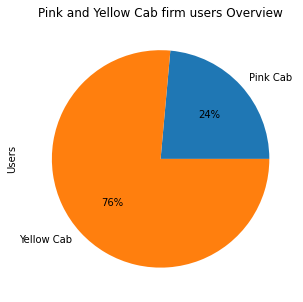 Pink and Yellow Cab firm users Overview
Pink Cab
24%
Users
76%
Yellow Cab